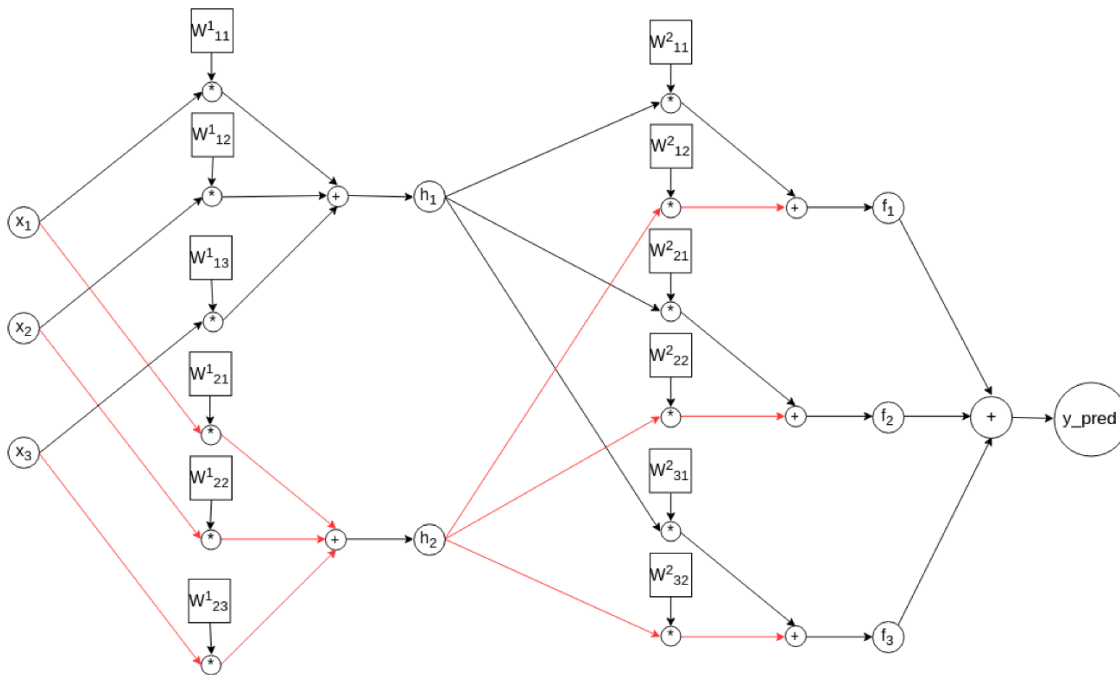 W¹₁₁
*
W¹₁₂
*
+
h₁
W¹₁₃
*
x₁
x₂
x₃
W¹₂₁
*
W¹₂₂
*
+
h₂
W¹₂₃
*
W²₁₁
*
W²₁₂
*
+
f₁
W²₂₁
*
W²₂₂
*
+
f₂
W²₃₁
*
W²₃₂
*
+
f₃
+
y_pred